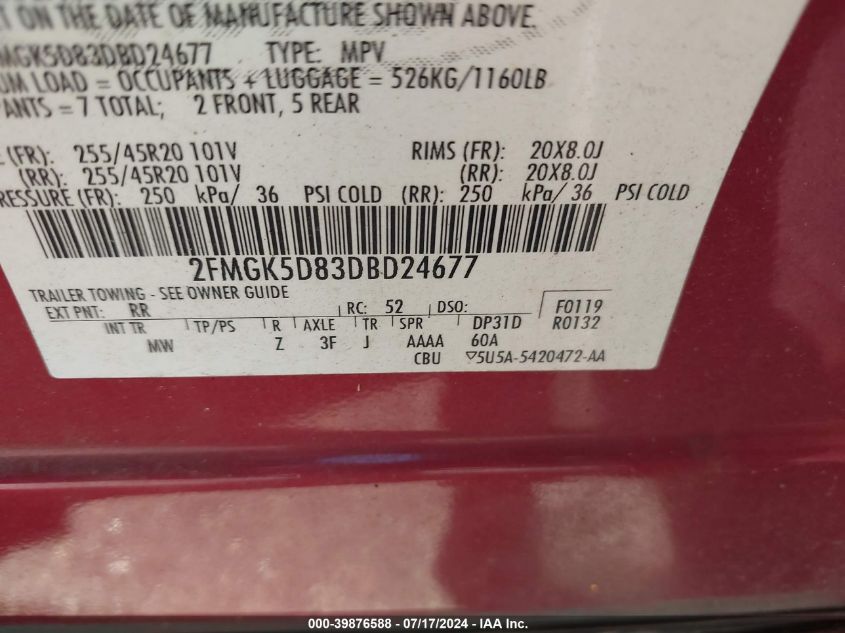 ON THE DATE OF MANUFACTURE SHOWN ABOVE.
MGK5D83DBD24677 TYPE: MPV
UM LOAD = OCCUPANTS + LUGGAGE = 526KG/1160LB
PANTS = 7 TOTAL; 2 FRONT, 5 REAR
(FR): 255/45R20 101V RIMS (FR): 20X8.0J
(RR): 255/45R20 101V (RR): 20X8.0J
RESSURE (FR): 250 kPa/ 36 PSI COLD (RR): 250 kPa/ 36 PSI COLD
2FMGK5D83DBD24677
TRAILER TOWING - SEE OWNER GUIDE
EXT PNT: RR RC: 52 DSO: F0119
INT TR TP/PS R AXLE TR SPR DP31D R0132
MW Z 3F J AAAA 60A
CBU ▽5U5A-5420472-AA
000-39876588 - 07/17/2024 - IAA Inc.